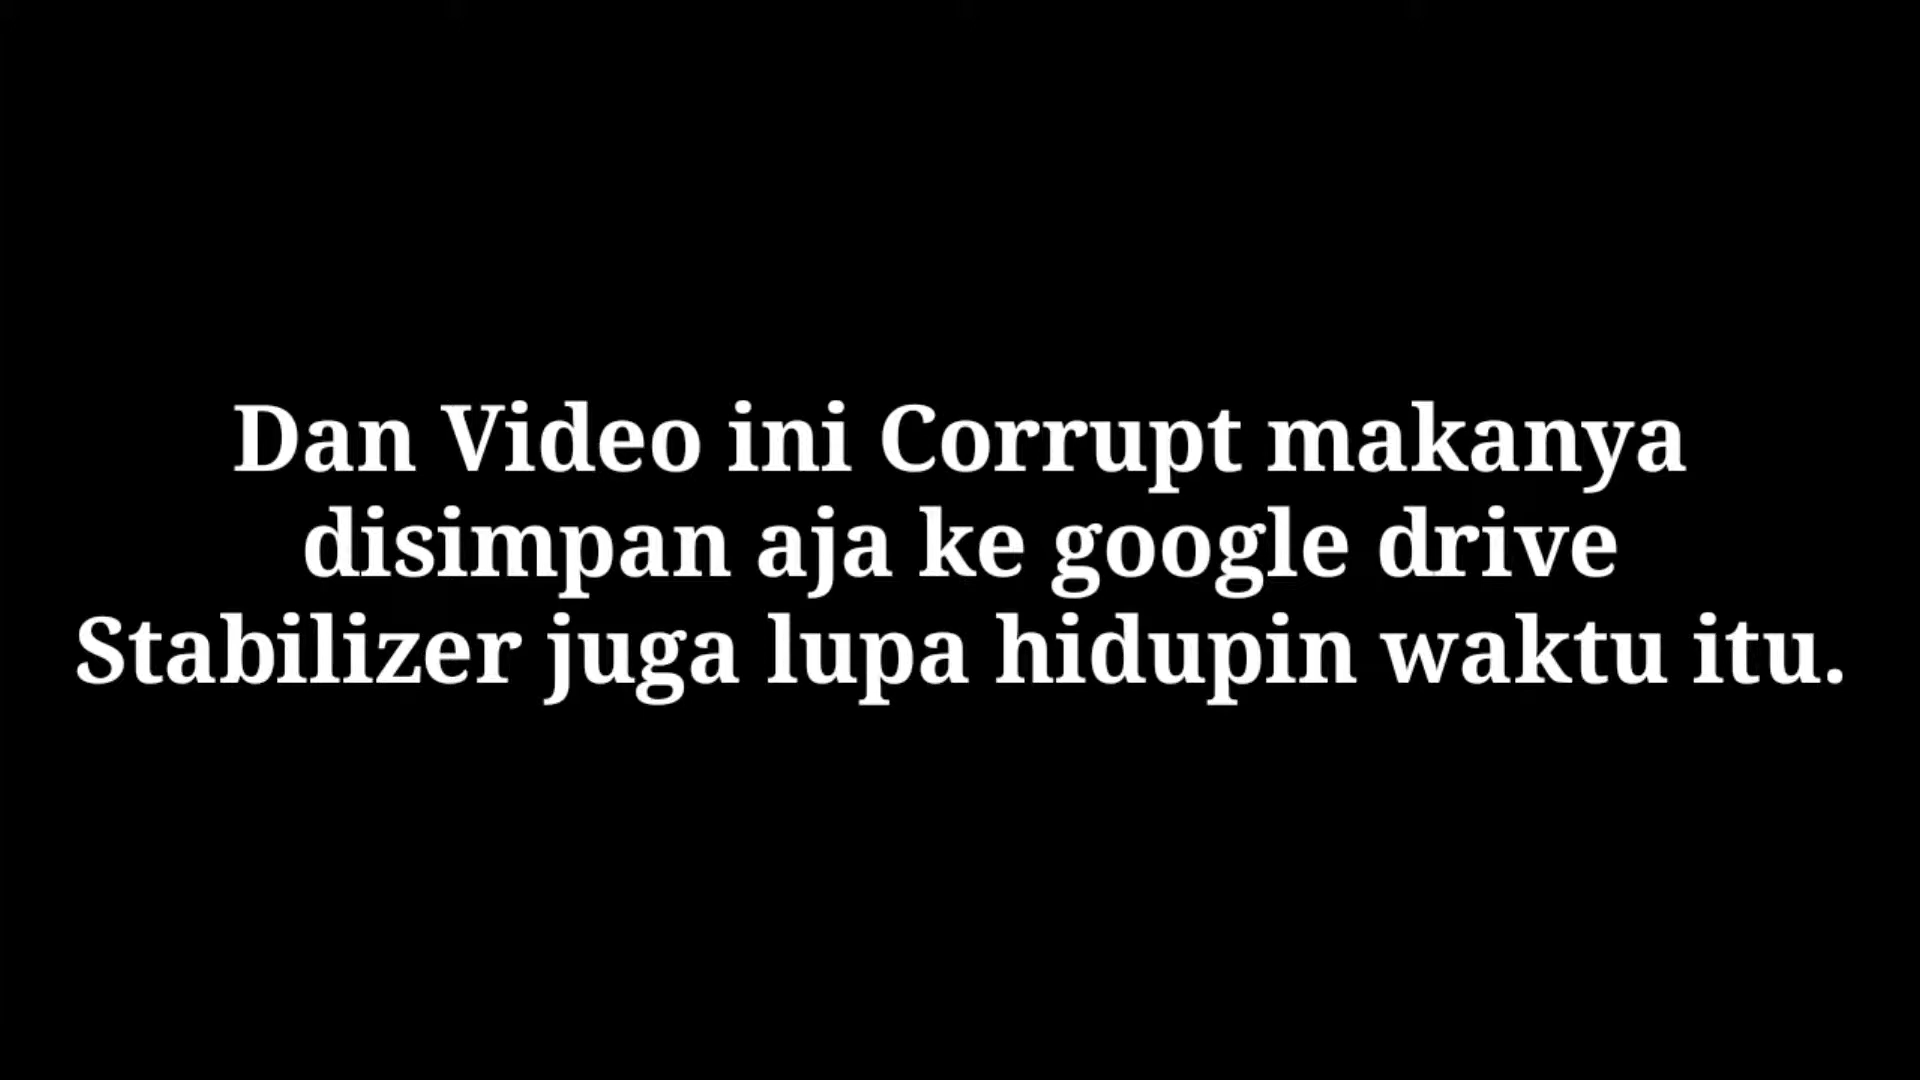 Dan Video ini Corrupt makanya
disimpan aja ke google drive
Stabilizer juga lupa hidupin waktu itu.